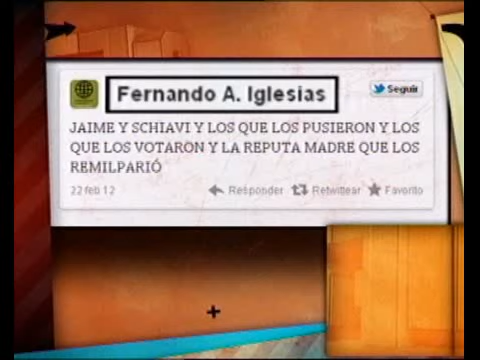 Fernando A. Iglesias
Seguir
JAIME Y SCHIAVI Y LOS QUE LOS PUSIERON Y LOS
QUE LOS VOTARON Y LA REPUTA MADRE QUE LOS
REMILPARIÓ
22 feb 12 Responder Retwittear Favorito